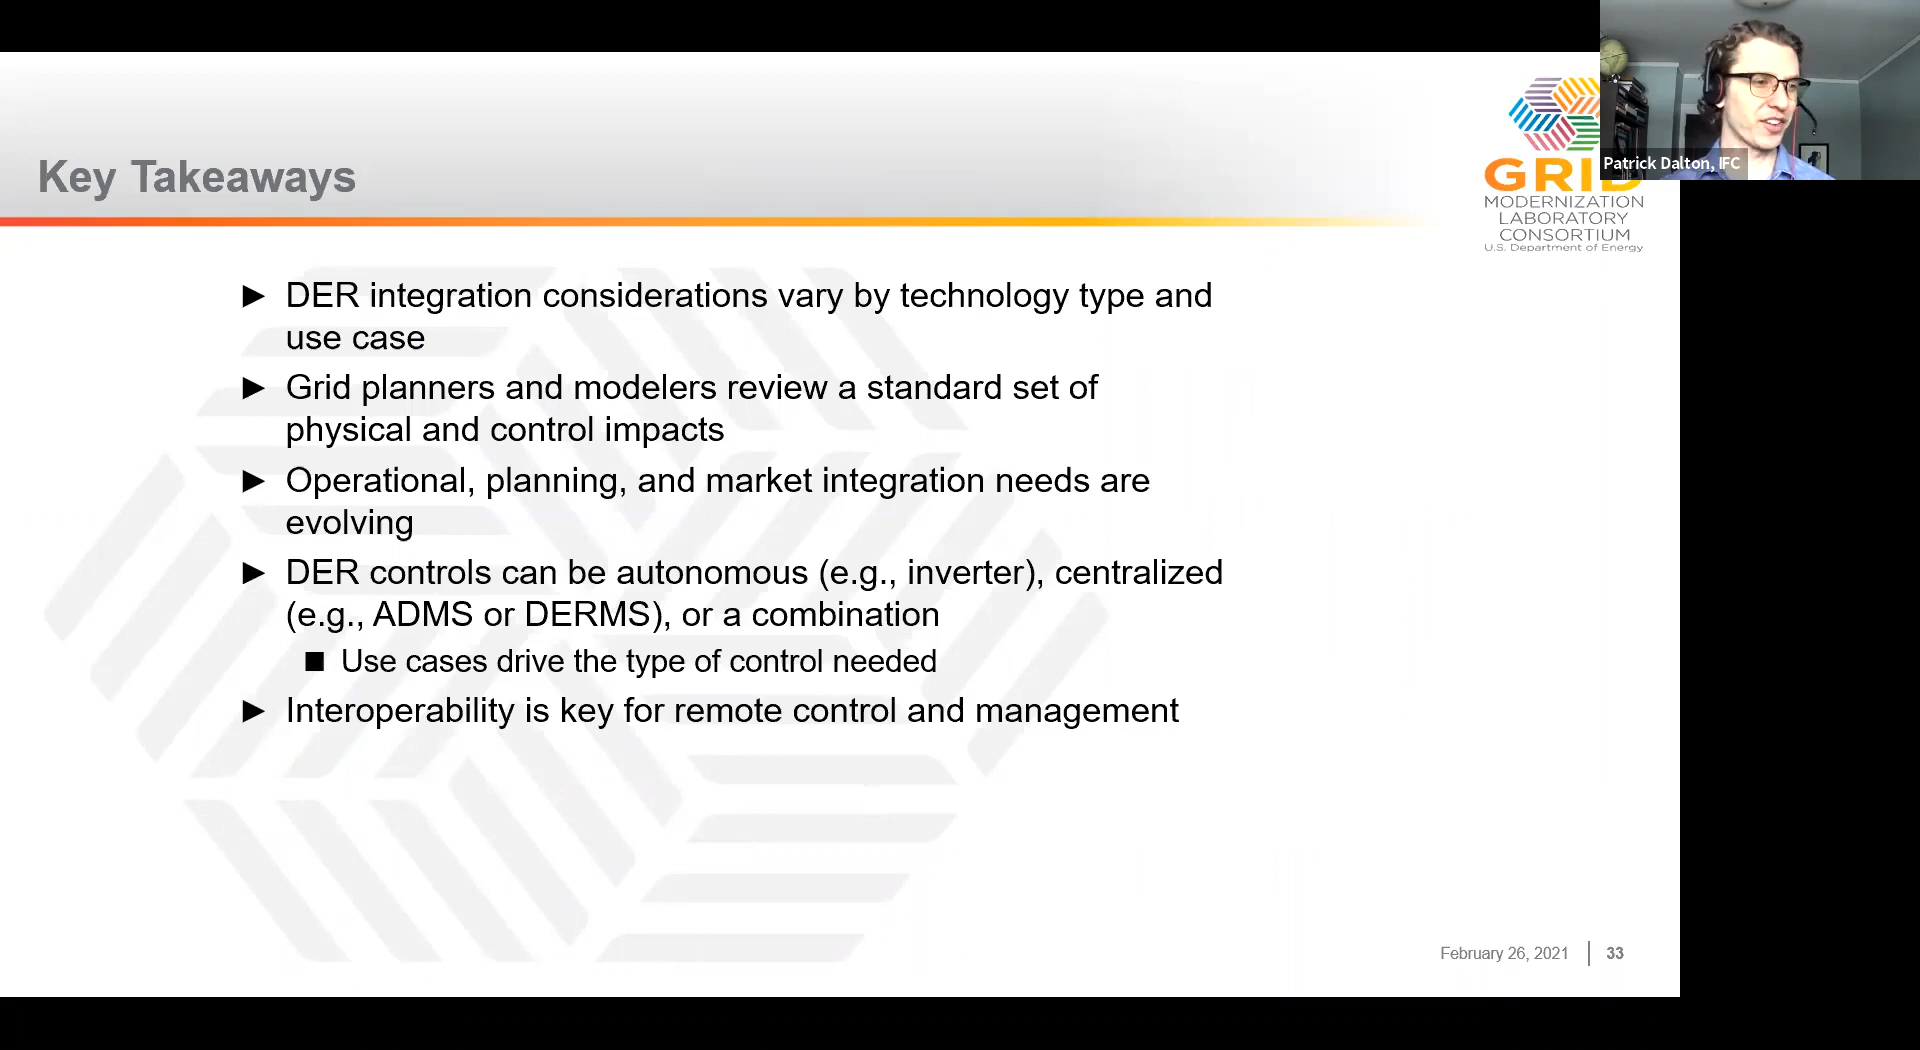 Patrick Dalton, IFC
Key Takeaways
GRID
MODERNIZATION
LABORATORY
CONSORTIUM
U.S. Department of Energy
► DER integration considerations vary by technology type and
use case
► Grid planners and modelers review a standard set of
physical and control impacts
► Operational, planning, and market integration needs are
evolving
► DER controls can be autonomous (e.g., inverter), centralized
(e.g., ADMS or DERMS), or a combination
■ Use cases drive the type of control needed
► Interoperability is key for remote control and management
February 26, 2021 | 33